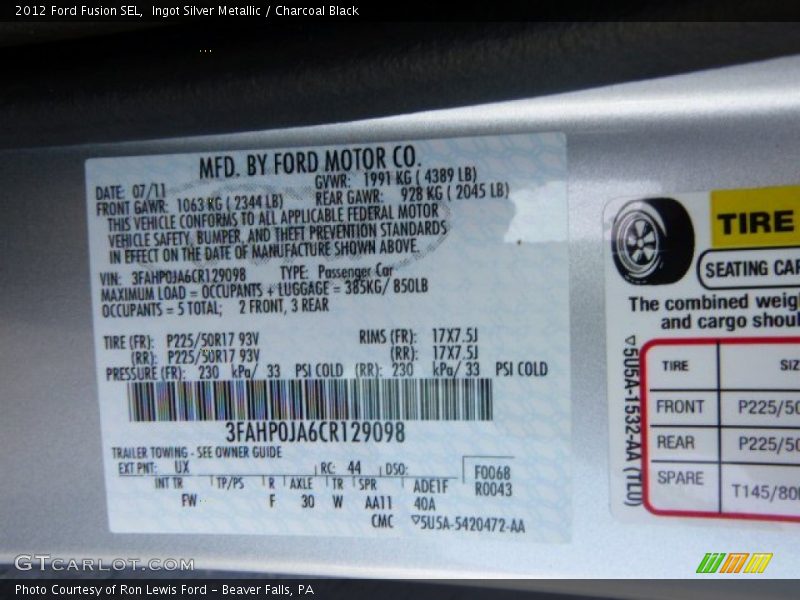 2012 Ford Fusion SEL, Ingot Silver Metallic / Charcoal Black
MFD. BY FORD MOTOR CO.
DATE: 07/11 GVWR: 1991 KG ( 4389 LB)
FRONT GAWR: 1063 KG ( 2344 LB) REAR GAWR: 928 KG ( 2045 LB)
THIS VEHICLE CONFORMS TO ALL APPLICABLE FEDERAL MOTOR
VEHICLE SAFETY, BUMPER, AND THEFT PREVENTION STANDARDS
IN EFFECT ON THE DATE OF MANUFACTURE SHOWN ABOVE.
VIN: 3FAHP0JA6CR129098 TYPE: Passenger Car
MAXIMUM LOAD = OCCUPANTS + LUGGAGE = 385KG/ 850LB
OCCUPANTS = 5 TOTAL; 2 FRONT, 3 REAR
TIRE (FR): P225/50R17 93V RIMS (FR): 17X7.5J
(RR): P225/50R17 93V (RR): 17X7.5J
PRESSURE (FR): 230 kPa/ 33 PSI COLD (RR): 230 kPa/ 33 PSI COLD
3FAHP0JA6CR129098
TRAILER TOWING - SEE OWNER GUIDE
EXT PNT: UX RC: 44 DSO: F0068
R0043
INT TR TP/PS R AXLE TR SPR ADE1F
FW F 30 W AA11 40A
CMC ▽5U5A-5420472-AA
TIRE
SEATING CAP
The combined weig
and cargo shoul
TIRE SIZ
FRONT P225/50
REAR P225/50
SPARE T145/80
▽5U5A-1532-AA (TLU)
GTCARLOT.COM
Photo Courtesy of Ron Lewis Ford - Beaver Falls, PA